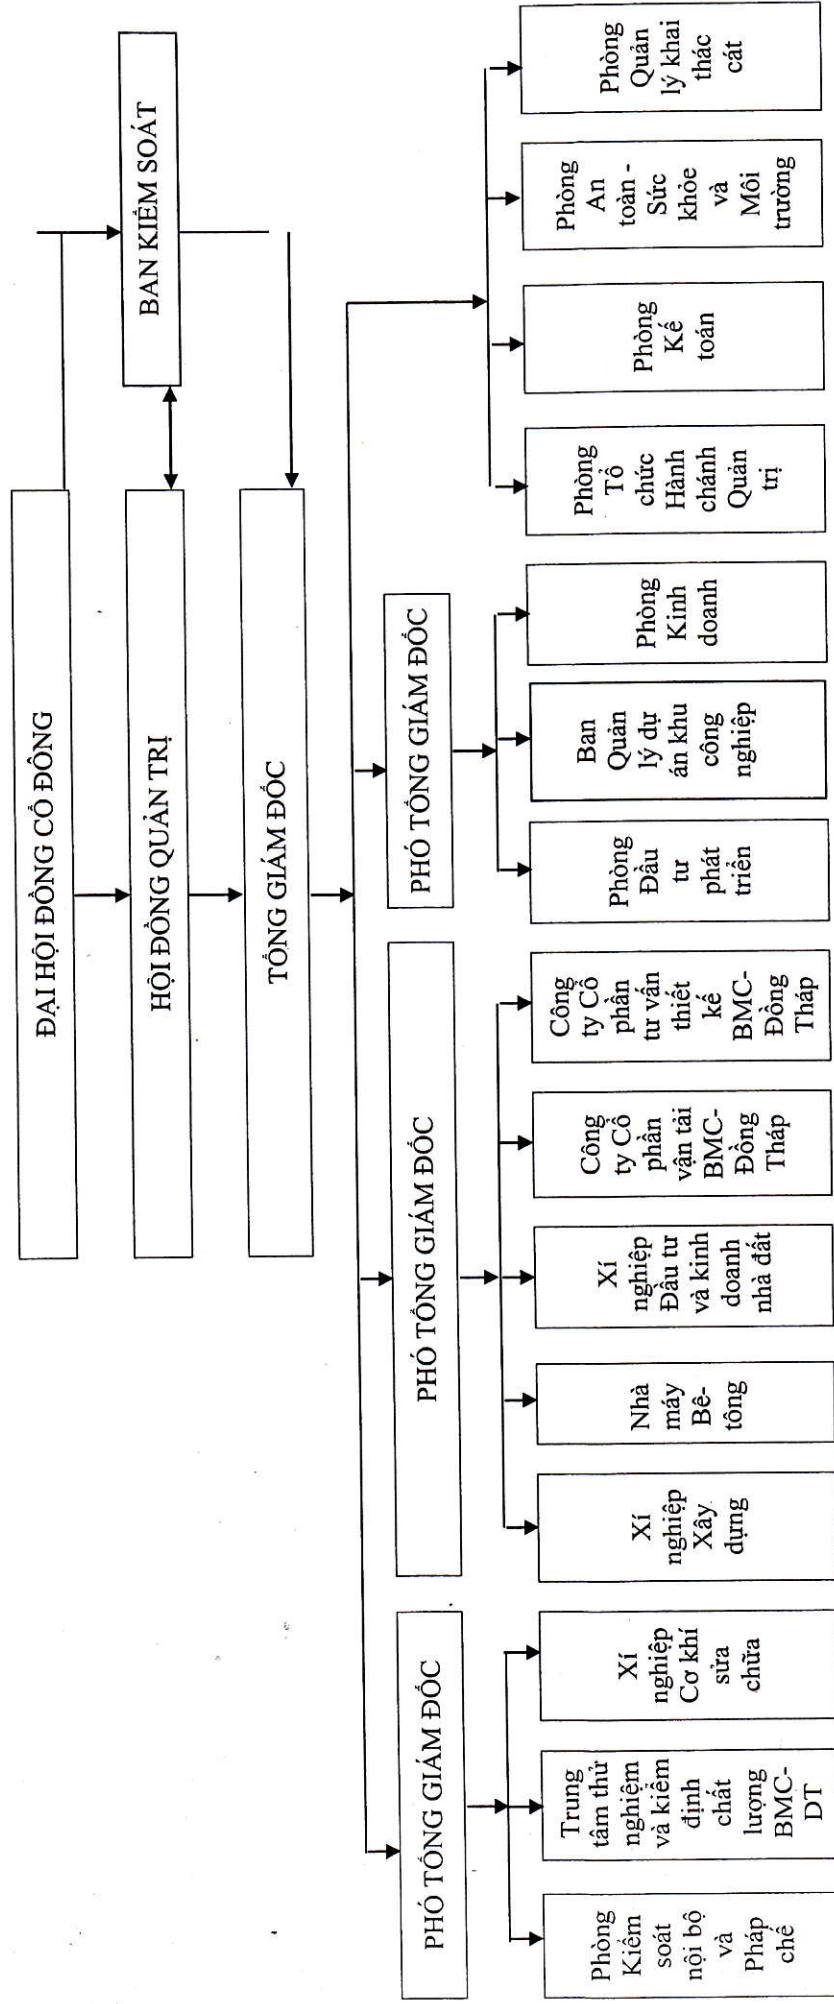 ĐẠI HỘI ĐỒNG CỔ ĐÔNG
BAN KIỂM SOÁT
HỘI ĐỒNG QUẢN TRỊ
TỔNG GIÁM ĐỐC
PHÓ TỔNG GIÁM ĐỐC
PHÓ TỔNG GIÁM ĐỐC
PHÓ TỔNG GIÁM ĐỐC
Phòng
Kiểm
soát
nội bộ
và
Pháp
chế
Trung
tâm thử
nghiệm
và kiểm
định
chất
lượng
BMC-
DT
Xí
nghiệp
Cơ khí
sửa
chữa
Xí
nghiệp
Xây
dựng
Nhà
máy
Bê-
tông
Xí
nghiệp
Đầu tư
và kinh
doanh
nhà đất
Công
ty Cổ
phần
vận tải
BMC-
Đồng
Tháp
Công
ty Cổ
phần
tư vấn
thiết
kế
BMC-
Đồng
Tháp
Phòng
Đầu
tư
phát
triển
Ban
Quản
lý dự
án khu
công
nghiệp
Phòng
Kinh
doanh
Phòng
Tổ
chức
Hành
chánh
Quản
trị
Phòng
Kế
toán
Phòng
An
toàn -
Sức
khỏe
và
Môi
trường
Phòng
Quản
lý khai
thác
cát